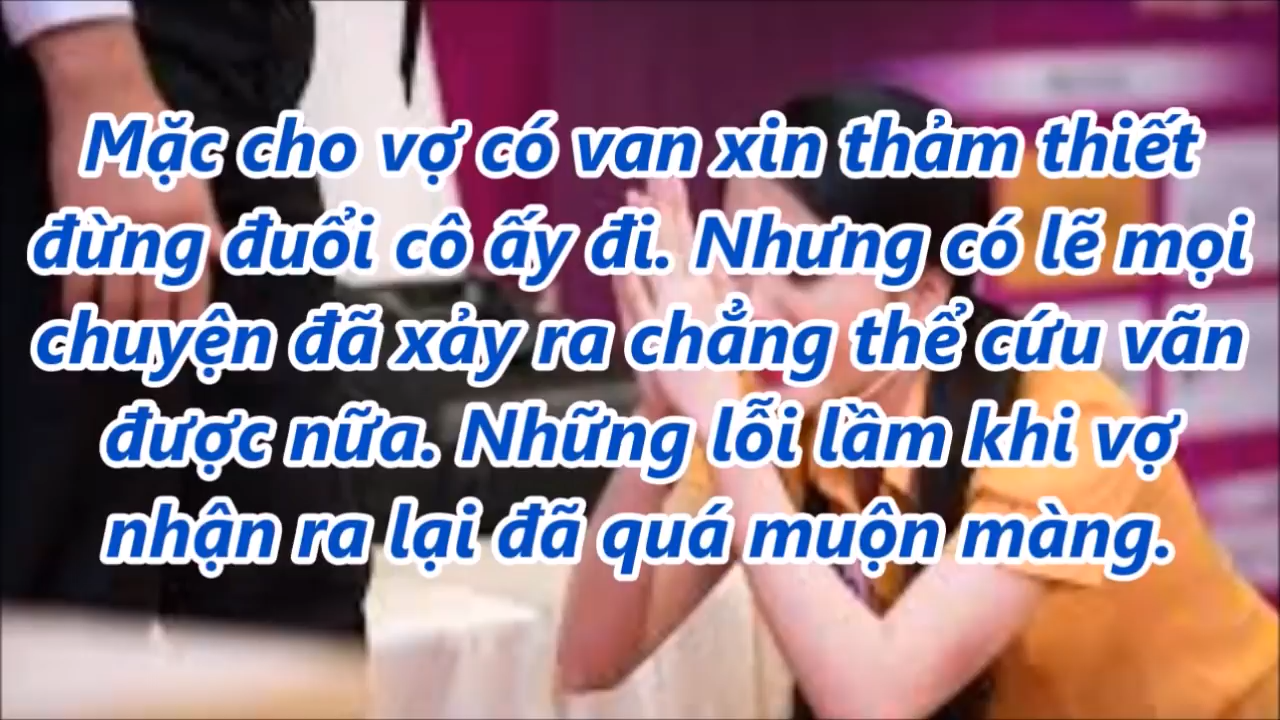 Mặc cho vợ có van xin thảm thiết
đừng đuổi cô ấy đi. Nhưng có lẽ mọi
chuyện đã xảy ra chẳng thể cứu vãn
được nữa. Những lỗi lầm khi vợ
nhận ra lại đã quá muộn màng.